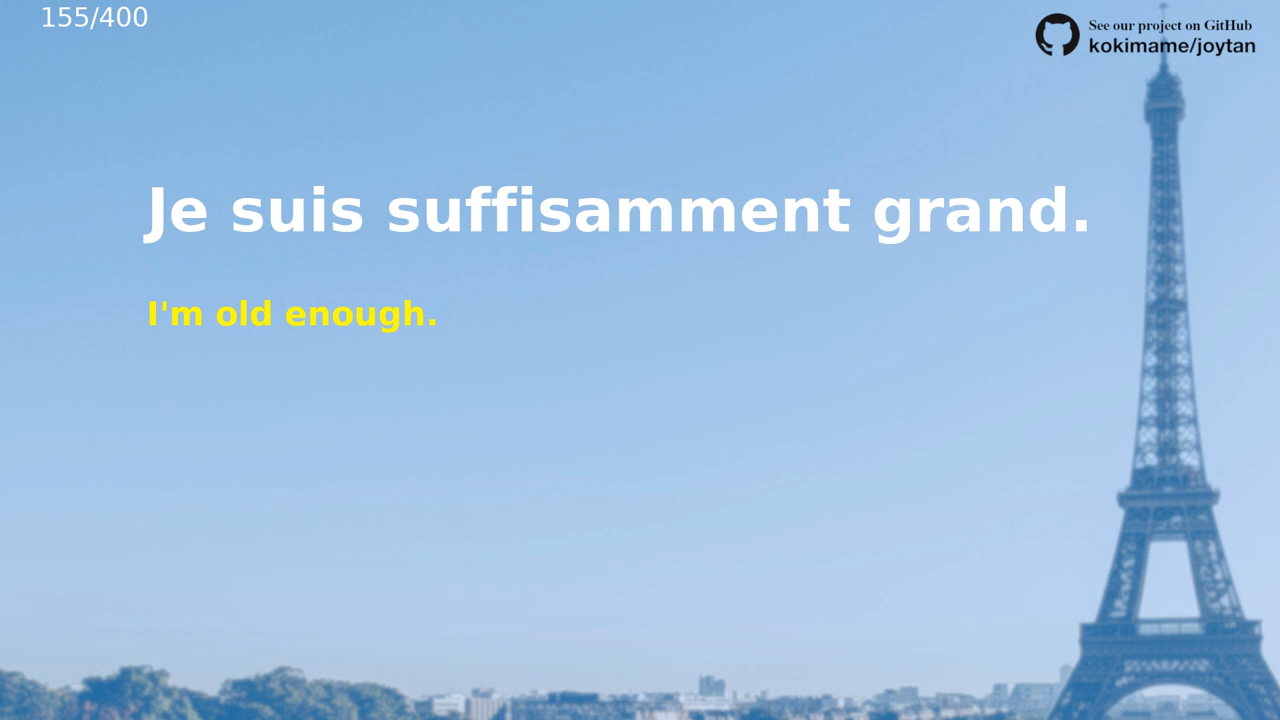 155/400
See our project on GitHub
kokimame/joytan
Je suis suffisamment grand.
I'm old enough.